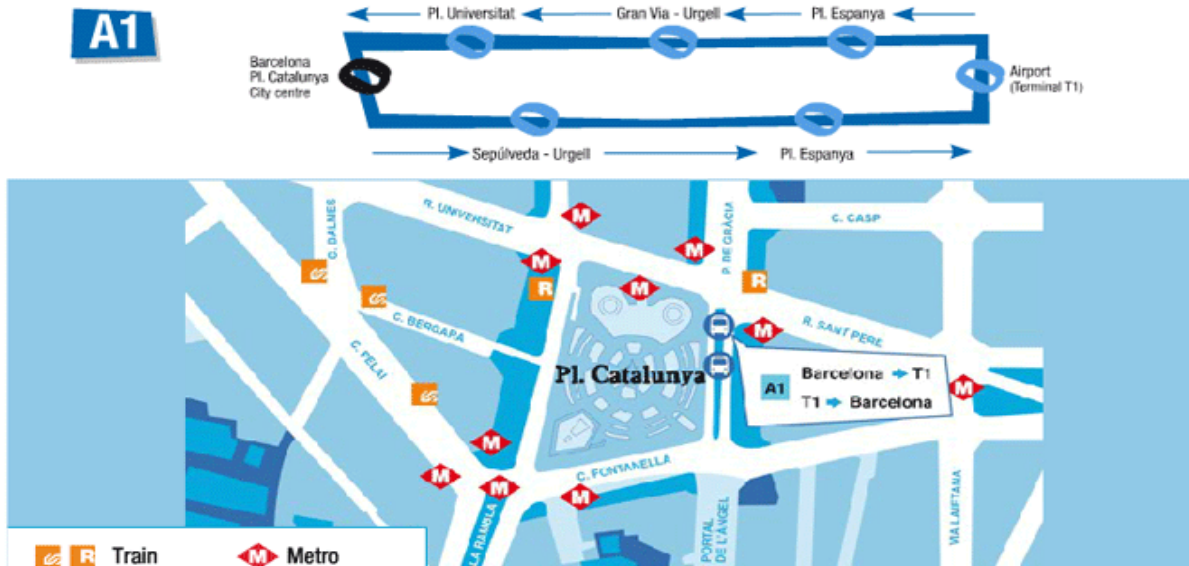 A1
Pl. Universitat
Gran Via - Urgell
Pl. Espanya
Barcelona
Pl. Catalunya
City centre
Airport
(Terminal T1)
Sepúlveda - Urgell
Pl. Espanya
C. BALMES
R. UNIVERSITAT
M
M
M
P. DE GRÀCIA
C. CASP
R
M
R
C. BERGARA
M
R. SANT PERE
C. PELAI
Pl. Catalunya
A1
Barcelona → T1
T1 → Barcelona
M
M
M
M
C. FONTANELLA
M
LA RAMBLA
PORTAL
DE L'ÀNGEL
VIA LAIETANA
R Train
M Metro